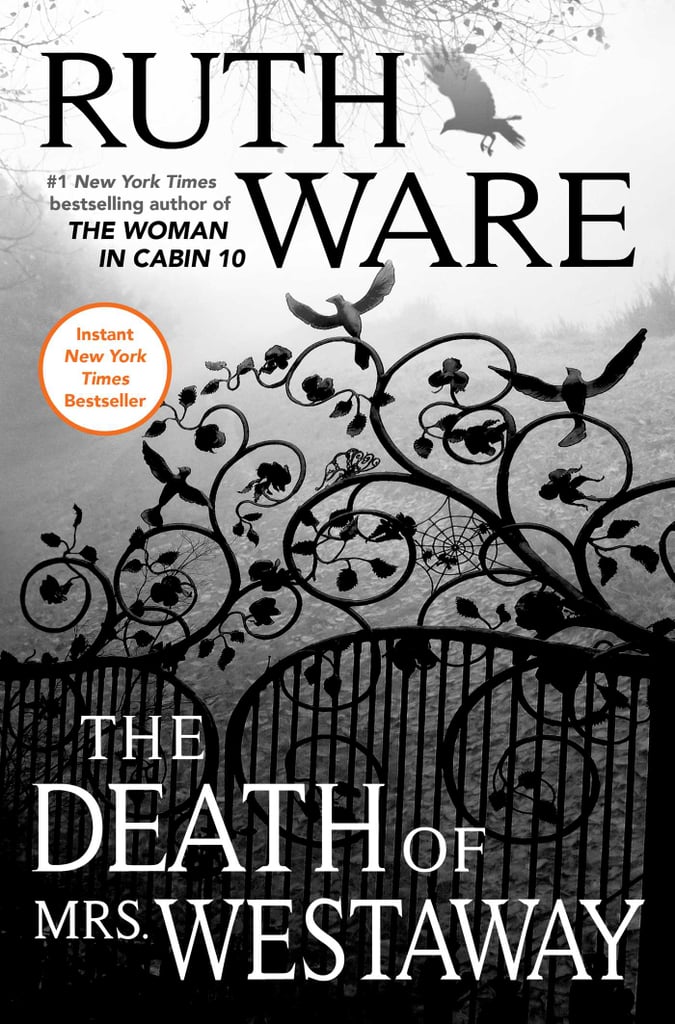 RUTH
WARE
#1 New York Times
bestselling author of
THE WOMAN
IN CABIN 10
Instant
New York
Times
Bestseller
THE
DEATH OF
MRS. WESTAWAY